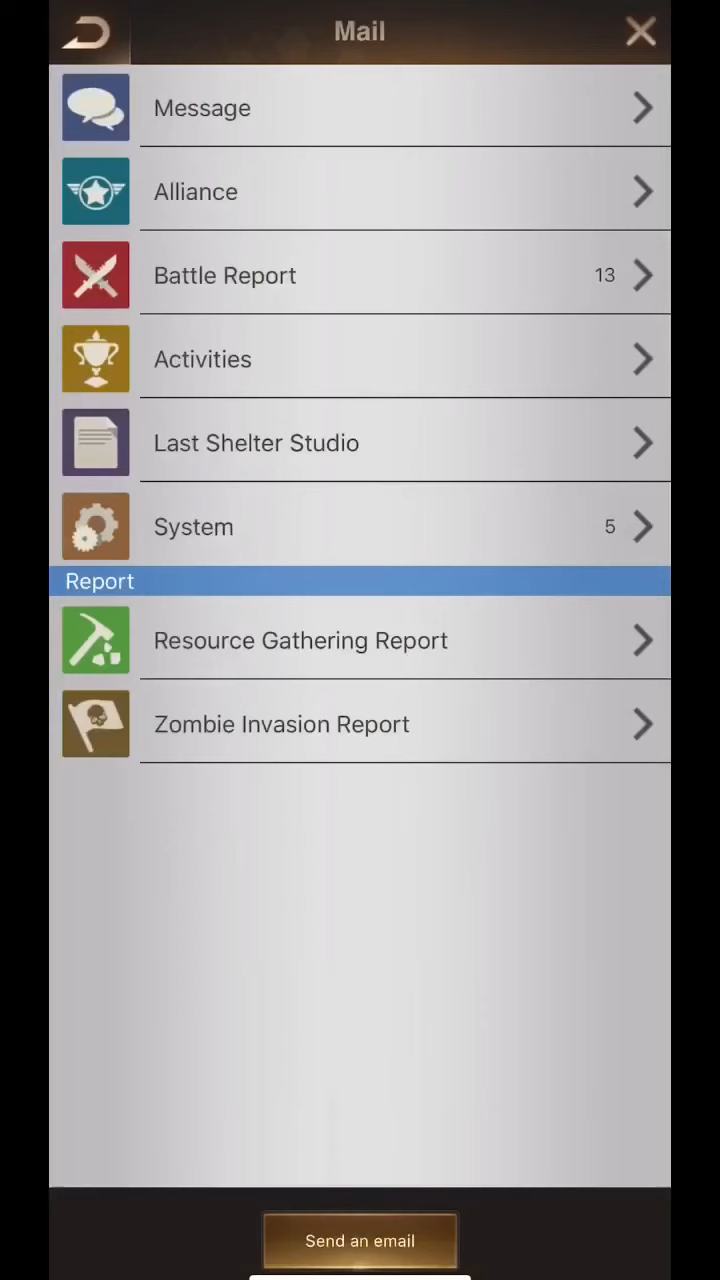 Mail
Message
Alliance
Battle Report 13
Activities
Last Shelter Studio
System 5
Report
Resource Gathering Report
Zombie Invasion Report
Send an email